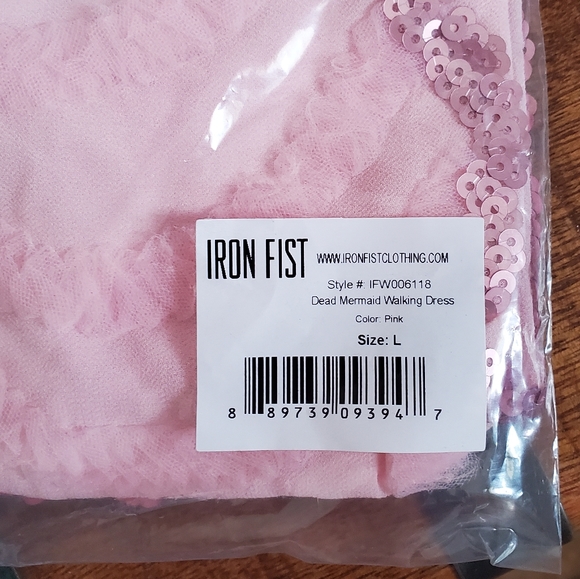 IRON FIST WWW.IRONFISTCLOTHING.COM
Style #: IFW006118
Dead Mermaid Walking Dress
Color: Pink
Size: L
8 89739 09394 7